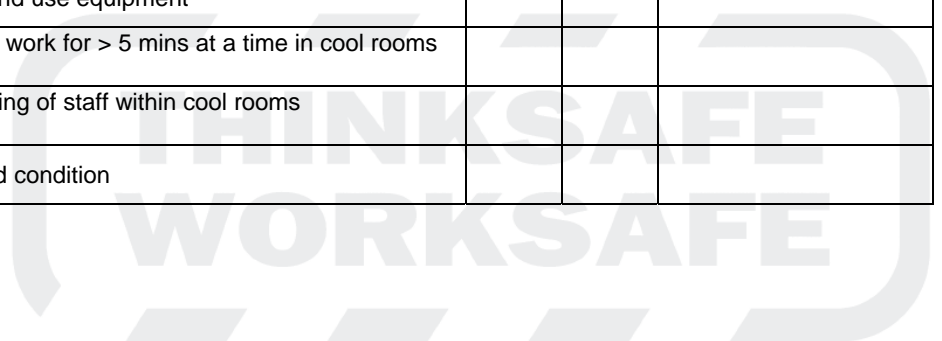 nd use equipment
work for > 5 mins at a time in cool rooms
ing of staff within cool rooms
d condition
THINKSAFE
WORKSAFE